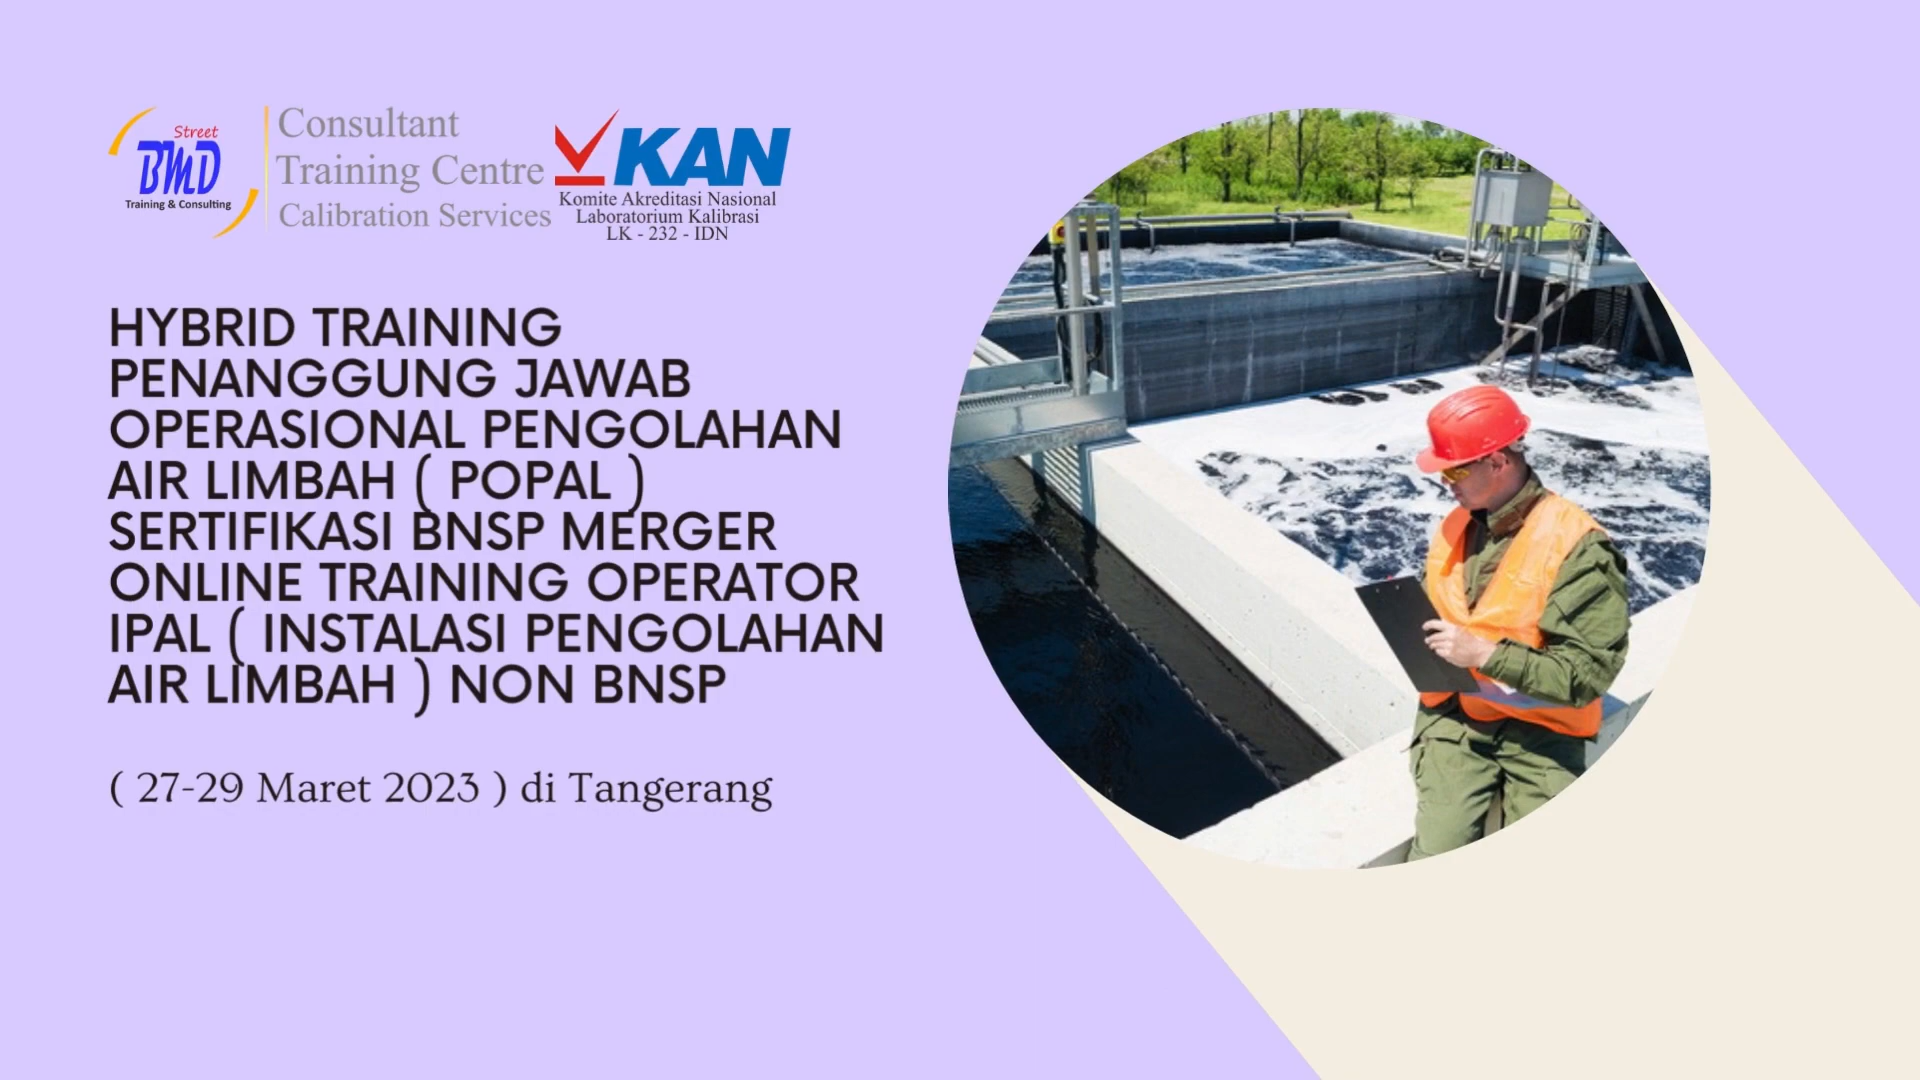 Street
BMD
Training & Consulting
Consultant
Training Centre
Calibration Services
KAN
Komite Akreditasi Nasional
Laboratorium Kalibrasi
LK - 232 - IDN
HYBRID TRAINING
PENANGGUNG JAWAB
OPERASIONAL PENGOLAHAN
AIR LIMBAH ( POPAL )
SERTIFIKASI BNSP MERGER
ONLINE TRAINING OPERATOR
IPAL ( INSTALASI PENGOLAHAN
AIR LIMBAH ) NON BNSP
( 27-29 Maret 2023 ) di Tangerang